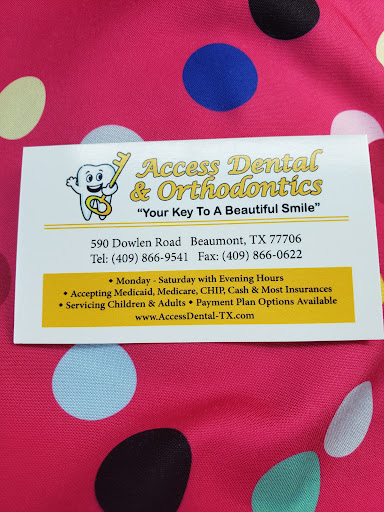 Access Dental
& Orthodontics
"Your Key To A Beautiful Smile"
590 Dowlen Road Beaumont, TX 77706
Tel: (409) 866-9541 Fax: (409) 866-0622
• Monday - Saturday with Evening Hours
• Accepting Medicaid, Medicare, CHIP, Cash & Most Insurances
• Servicing Children & Adults • Payment Plan Options Available
www.AccessDental-TX.com